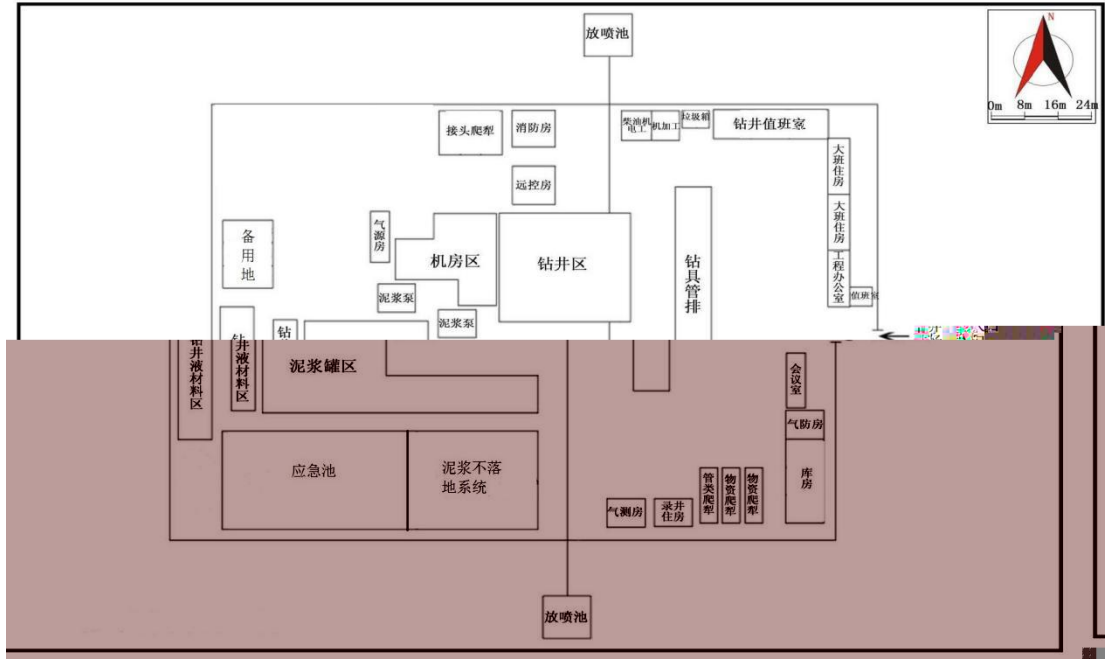 放喷池
N
0m 8m 16m 24m
接头爬犁
消防房
柴油机
电工
机加工
垃圾箱
钻井值班室
大班住房
远控房
大班住房
气源房
备用地
机房区
钻井区
钻具管排
工程办公室
值班室
泥浆泵
泥浆泵
钻
钻井液材料区
钻井液材料区
泥浆罐区
会议室
气防房
应急池
泥浆不落
地系统
管类爬犁
物资爬犁
物资爬犁
库房
气测房
录井
住房
放喷池